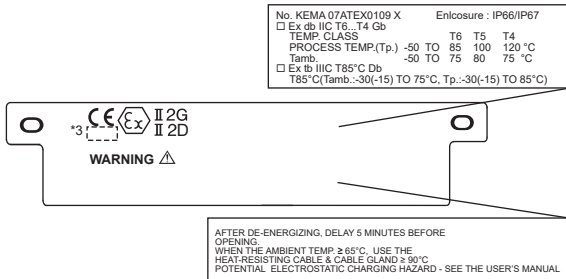 No. KEMA 07ATEX0109 X Enlcosure : IP66/IP67
□ Ex db IIC T6...T4 Gb
TEMP. CLASS T6 T5 T4
PROCESS TEMP.(Tp.) -50 TO 85 100 120 °C
Tamb. -50 TO 75 80 75 °C
□ Ex tb IIIC T85°C Db
T85°C(Tamb.:-30(-15) TO 75°C, Tp.:-30(-15) TO 85°C)
CE Ex II 2G
*3 II 2D
WARNING ⚠
AFTER DE-ENERGIZING, DELAY 5 MINUTES BEFORE
OPENING.
WHEN THE AMBIENT TEMP. ≥ 65°C, USE THE
HEAT-RESISTING CABLE & CABLE GLAND ≥ 90°C
POTENTIAL ELECTROSTATIC CHARGING HAZARD - SEE THE USER'S MANUAL